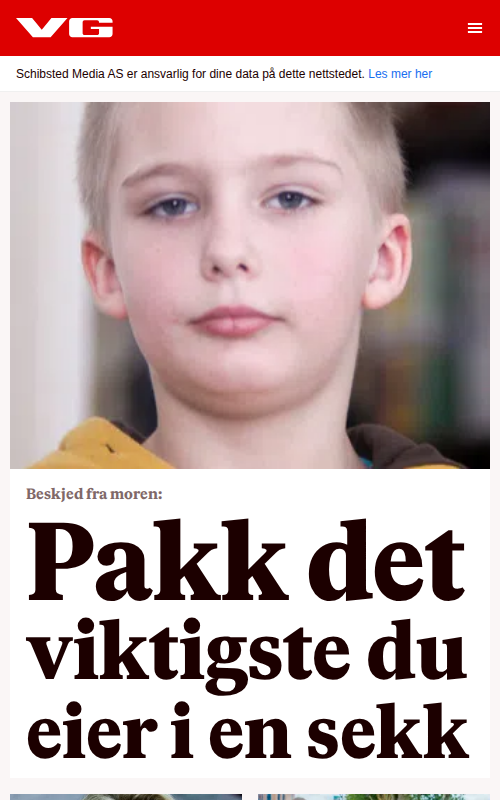 VG
Schibsted Media AS er ansvarlig for dine data på dette nettstedet. Les mer her
Beskjed fra moren:
Pakk det
viktigste du
eier i en sekk